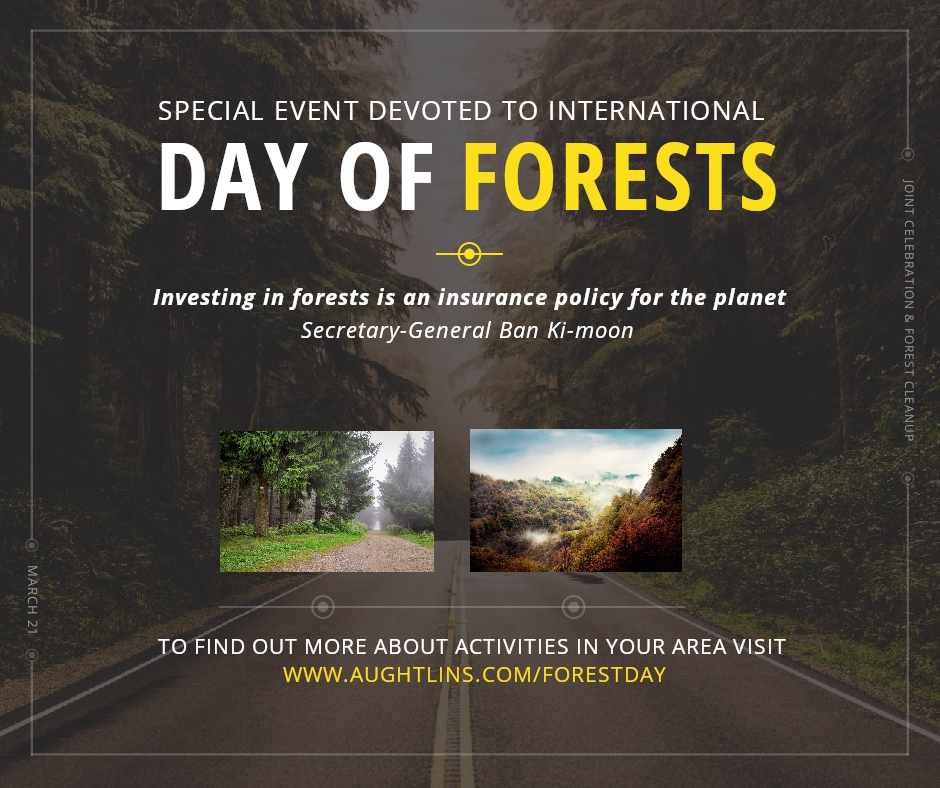 SPECIAL EVENT DEVOTED TO INTERNATIONAL
DAY OF FORESTS
Investing in forests is an insurance policy for the planet
Secretary-General Ban Ki-moon
JOINT CELEBRATION & FOREST CLEANUP
MARCH 21
TO FIND OUT MORE ABOUT ACTIVITIES IN YOUR AREA VISIT
WWW.AUGHTLINS.COM/FORESTDAY